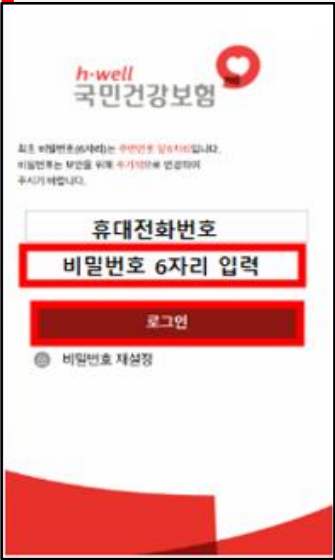 h·well
국민건강보험
최초 비밀번호(6자리)는 주민번호 앞6자리입니다.
비밀번호는 보안을 위해 주기적으로 변경하여
주시기 바랍니다.
휴대전화번호
비밀번호 6자리 입력
로그인
비밀번호 재설정